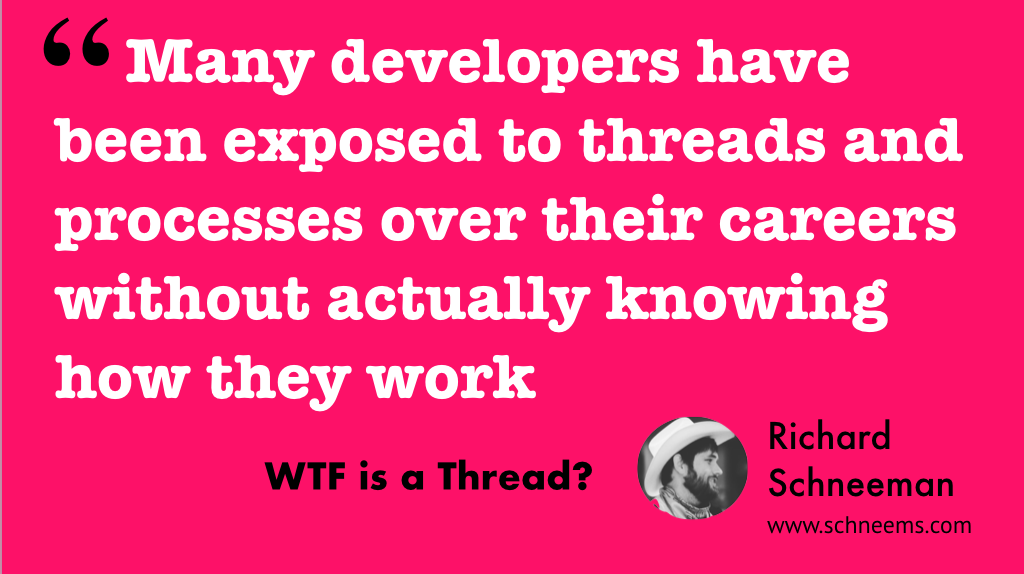 “Many developers have
been exposed to threads and
processes over their careers
without actually knowing
how they work
WTF is a Thread?
Richard
Schneeman
www.schneems.com